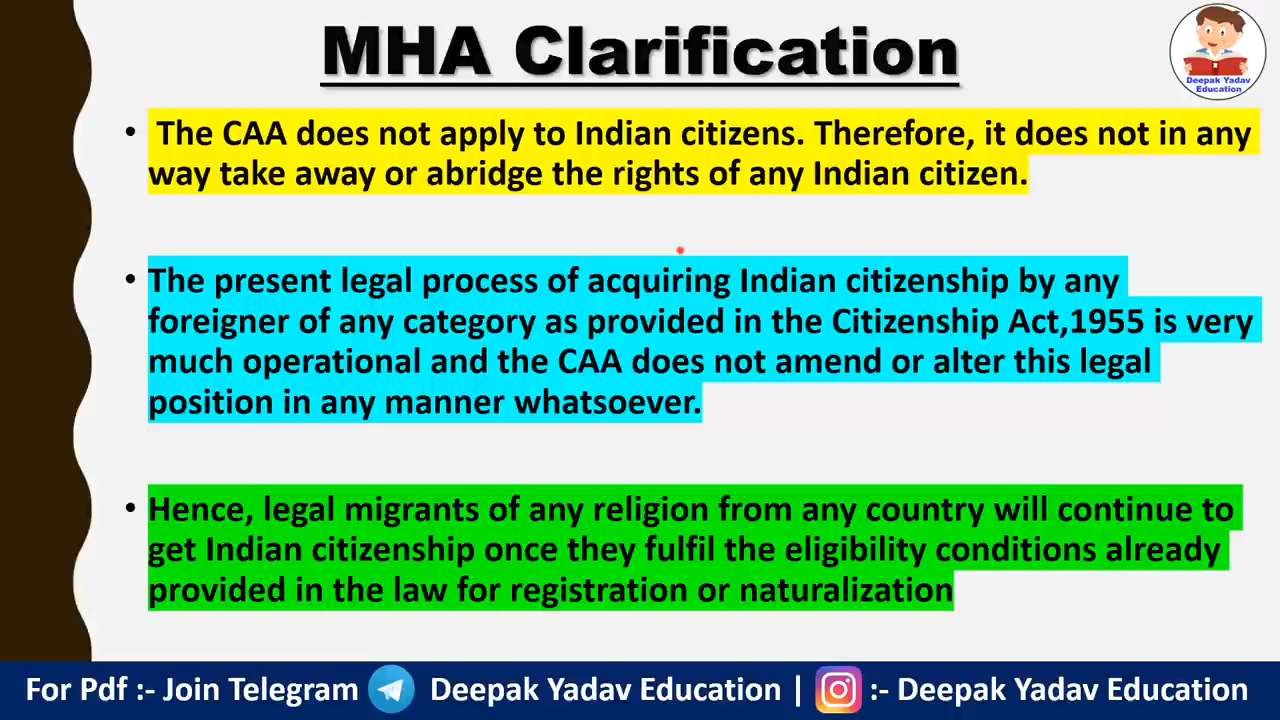 MHA Clarification
Deepak Yadav
Education
• The CAA does not apply to Indian citizens. Therefore, it does not in any
way take away or abridge the rights of any Indian citizen.
• The present legal process of acquiring Indian citizenship by any
foreigner of any category as provided in the Citizenship Act,1955 is very
much operational and the CAA does not amend or alter this legal
position in any manner whatsoever.
• Hence, legal migrants of any religion from any country will continue to
get Indian citizenship once they fulfil the eligibility conditions already
provided in the law for registration or naturalization
For Pdf :- Join Telegram Deepak Yadav Education | :- Deepak Yadav Education